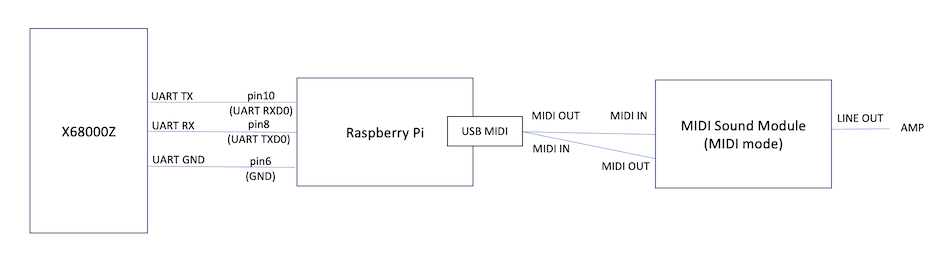 X68000Z
UART TX
pin10
(UART RXD0)
UART RX
pin8
(UART TXD0)
UART GND
pin6
(GND)
Raspberry Pi
USB MIDI
MIDI OUT
MIDI IN
MIDI IN
MIDI OUT
MIDI Sound Module
(MIDI mode)
LINE OUT
AMP